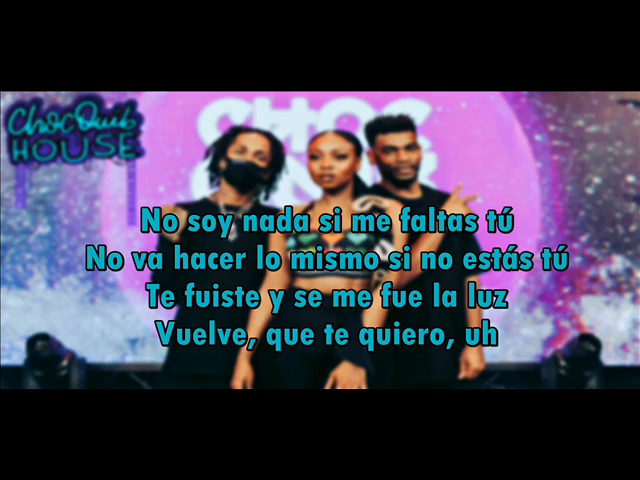 ChocQuib
HOUSE
CHOC
No soy nada si me faltas tú
No va hacer lo mismo si no estás tú
Te fuiste y se me fue la luz
Vuelve, que te quiero, uh